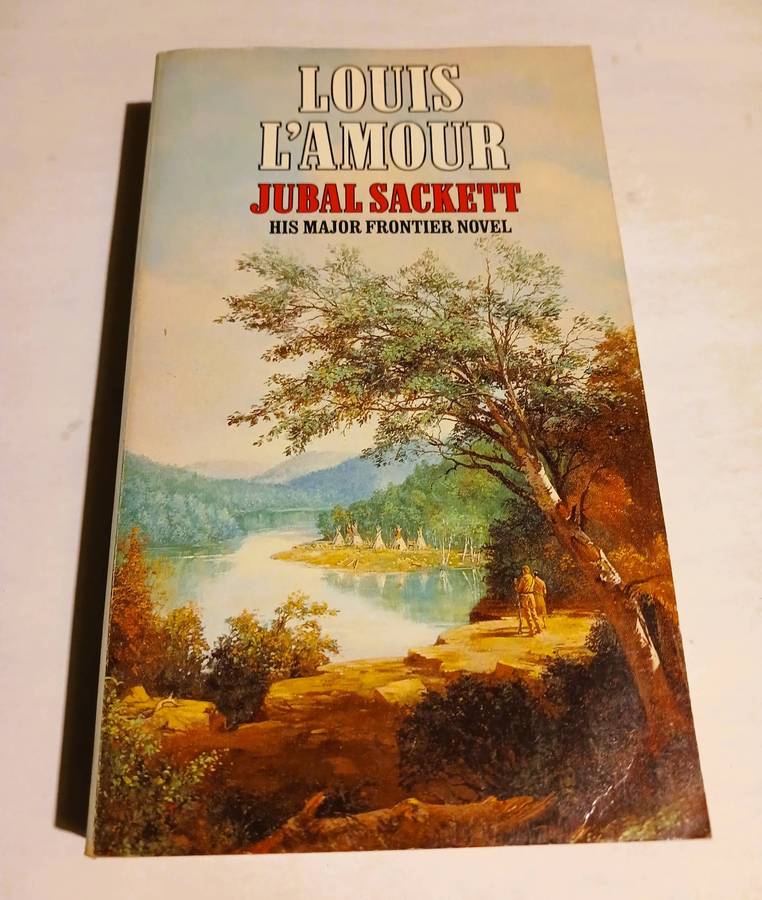 LOUIS
L'AMOUR
JUBAL SACKETT
HIS MAJOR FRONTIER NOVEL